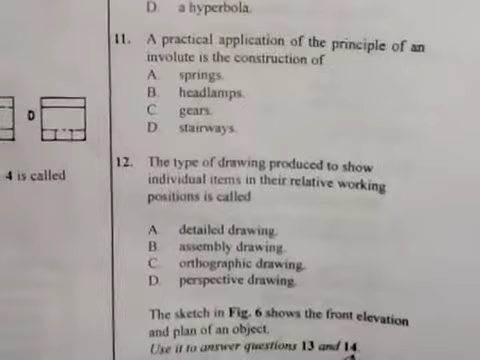 D. a hyperbola.
11. A practical application of the principle of an
involute is the construction of
A. springs.
B. headlamps.
C. gears.
D. stairways.
D
4 is called
12. The type of drawing produced to show
individual items in their relative working
positions is called
A. detailed drawing.
B. assembly drawing.
C. orthographic drawing.
D. perspective drawing.
The sketch in Fig. 6 shows the front elevation
and plan of an object.
Use it to answer questions 13 and 14.